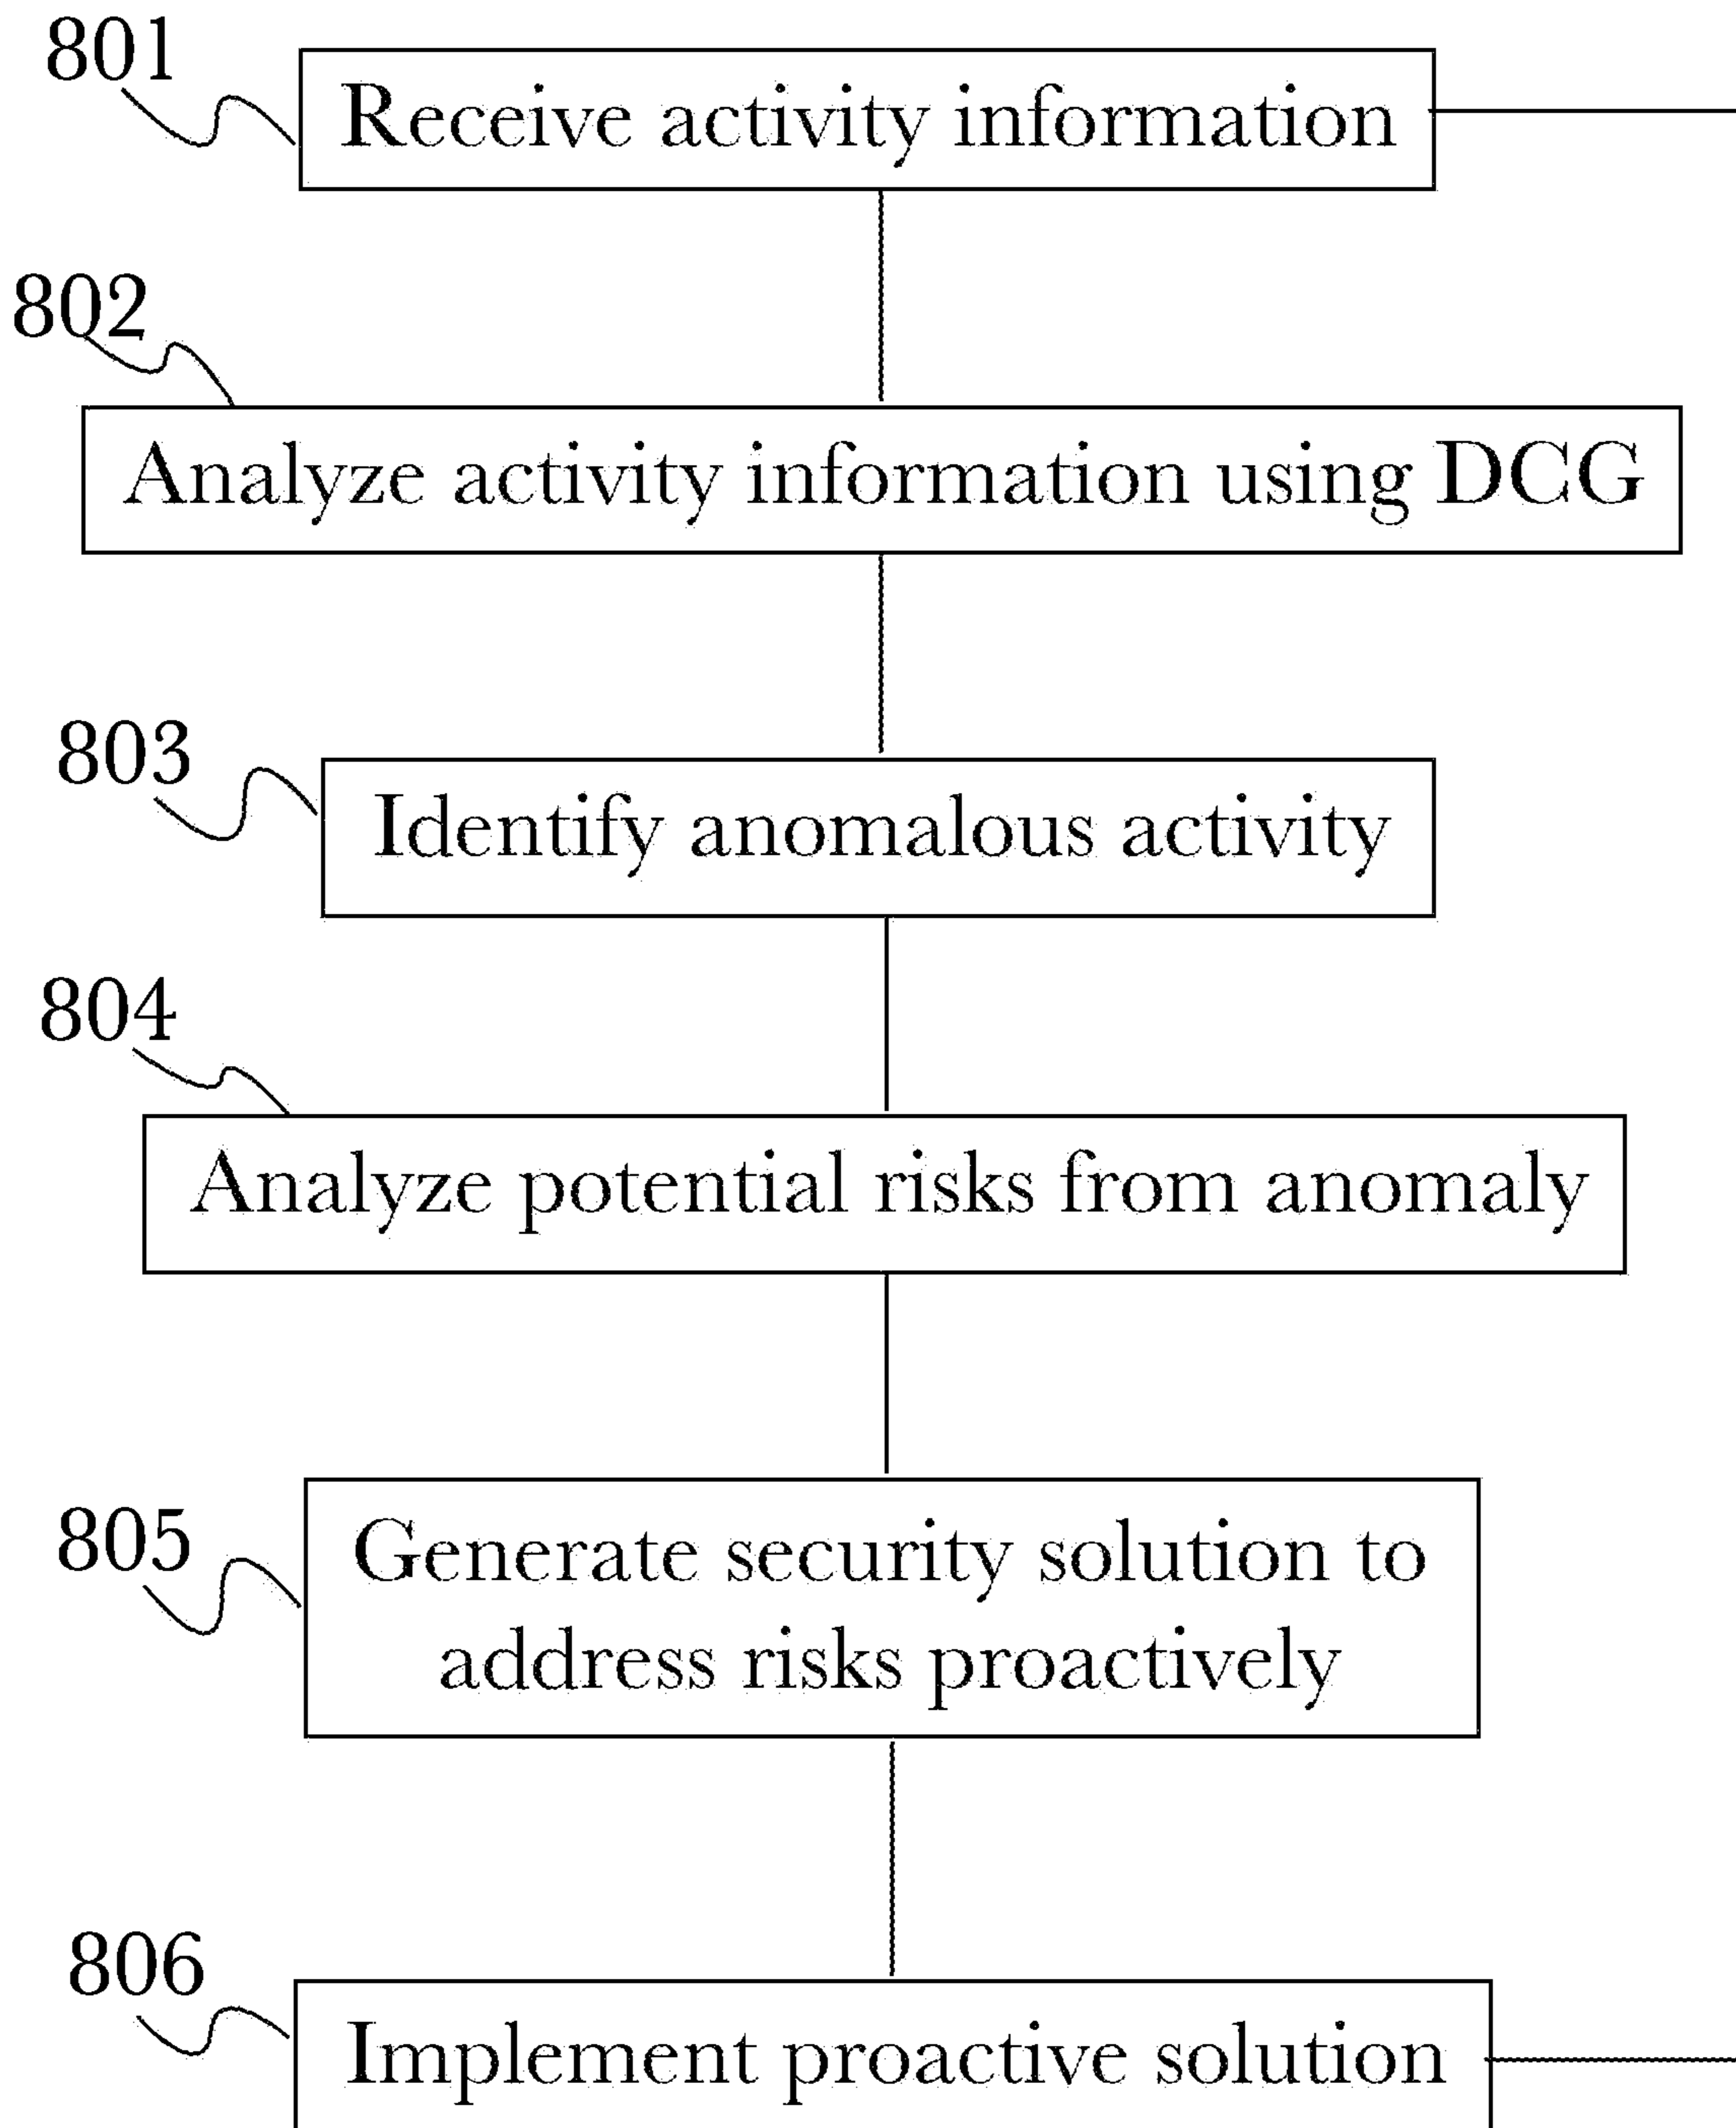 801
Receive activity information
802
Analyze activity information using DCG
803
Identify anomalous activity
804
Analyze potential risks from anomaly
805
Generate security solution to
address risks proactively
806
Implement proactive solution